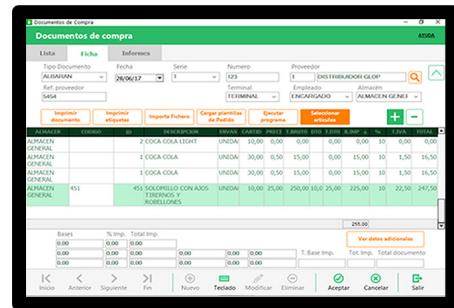 Documentos de Compra
Documentos de compra
AYUDA
Lista Ficha Informes
Tipo Documento Fecha Serie Numero Proveedor
ALBARAN 28/06/17 1 123 1 DISTRIBUIDOR GLOP
Ref. proveedor Terminal Empleado Almacén
5454 TERMINAL ENCARGADO ALMACEN GENEF
Imprimir documento Imprimir etiquetas Importa Fichero Cargar plantillas de Pedido Ejecutar programa Seleccionar articulos
ALMACEN CODIGO ID DESCRIPCION ENVAS CANTID PREU T.BRUTO DTO T.DTO B.IMP % T.IVA TOTAL
ALMACEN GENERAL 2 COCA COLA LIGHT UNIDA 10,00 0,00 0,00 0,00 0,00 10 0,00 0,00
ALMACEN GENERAL 1 COCA COLA UNIDA 30,00 0,50 15,00 0,00 15,00 10 1,50 16,50
ALMACEN GENERAL 1 COCA COLA UNIDA 30,00 0,50 15,00 0,00 15,00 10 1,50 16,50
ALMACEN GENERAL 451 451 SOLOMILLO CON AJOS TIERNOS Y ROBELLONES UNIDA 10,00 25,00 250,00 10,0 25,00 225,00 10 22,50 247,50
255.00
Bases % Imp. Total Imp.
Ver datos adicionales
0.00 0.00 0.00
0.00 0.00 0.00 0.00 0.00 T.Base Imp. Tot. Imp. Total documento
0.00 0.00 0.00 0.00 0.00
Inicio Anterior Siguiente Fin Nuevo Teclado Modificar Eliminar Aceptar Cancelar Salir